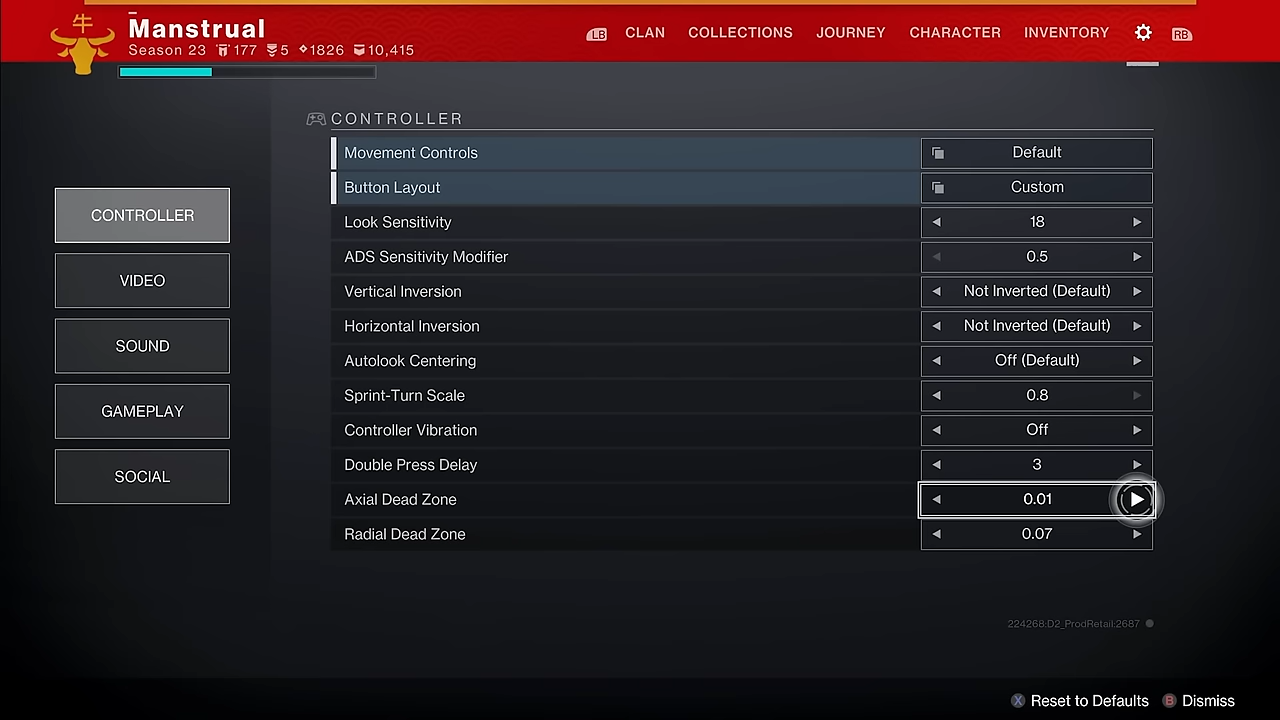 牛
Manstrual
Season 23 177 5 1826 10,415
LB CLAN COLLECTIONS JOURNEY CHARACTER INVENTORY RB
CONTROLLER
Movement Controls Default
Button Layout Custom
CONTROLLER
Look Sensitivity 18
ADS Sensitivity Modifier 0.5
VIDEO
Vertical Inversion Not Inverted (Default)
Horizontal Inversion Not Inverted (Default)
SOUND
Autolook Centering Off (Default)
Sprint-Turn Scale 0.8
GAMEPLAY
Controller Vibration Off
Double Press Delay 3
SOCIAL
Axial Dead Zone 0.01
Radial Dead Zone 0.07
224268.D2_ProdRetail.2687
X Reset to Defaults B Dismiss